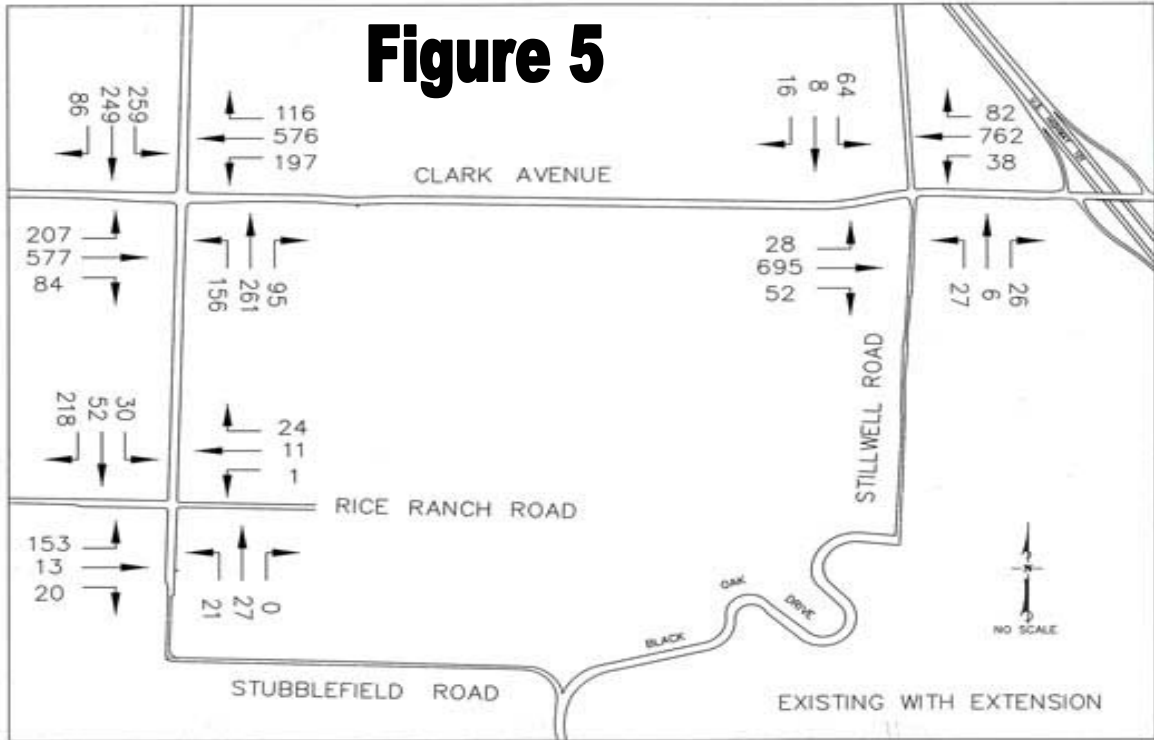 Figure 5
86 249 259
116
576
197
16 8 64
82
762
38
U.S. HIGHWAY 101
CLARK AVENUE
207
577
84
156 261 95
28
695
52
27 6 26
STILLWELL ROAD
218 52 30
24
11
1
RICE RANCH ROAD
153
13
20
21 27 0
BLACK OAK DRIVE
N
NO SCALE
STUBBLEFIELD ROAD
EXISTING WITH EXTENSION